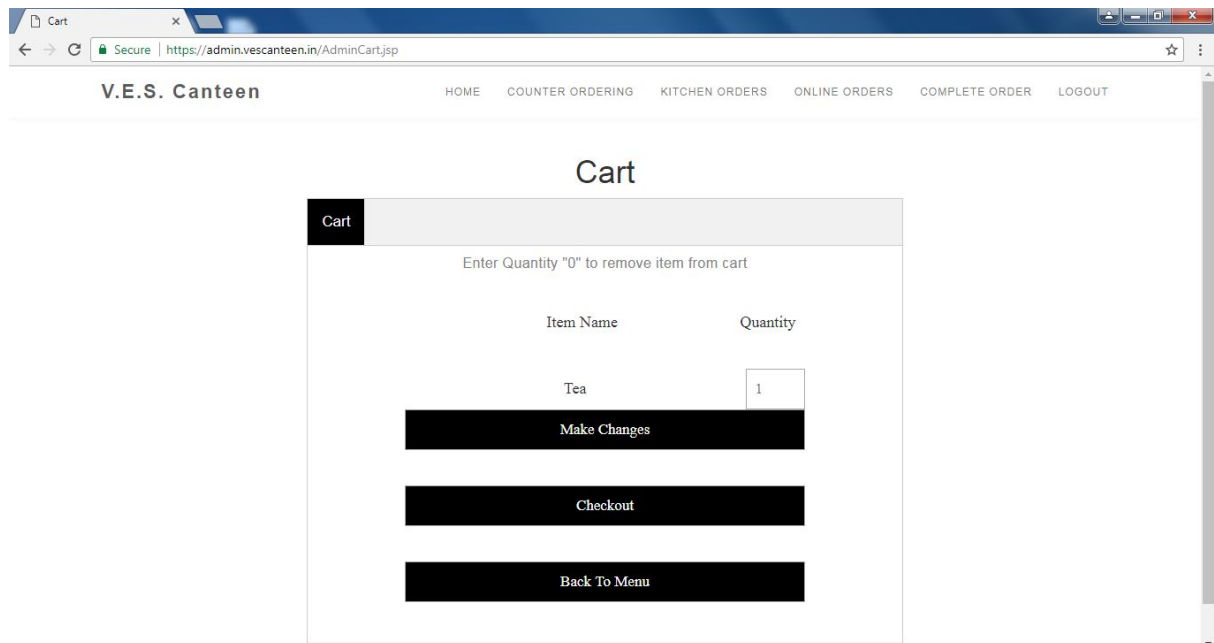 Cart
Secure | https://admin.vescanteen.in/AdminCart.jsp
V.E.S. Canteen HOME COUNTER ORDERING KITCHEN ORDERS ONLINE ORDERS COMPLETE ORDER LOGOUT
Cart
Cart
Enter Quantity "0" to remove item from cart
Item Name Quantity
Tea 1
Make Changes
Checkout
Back To Menu